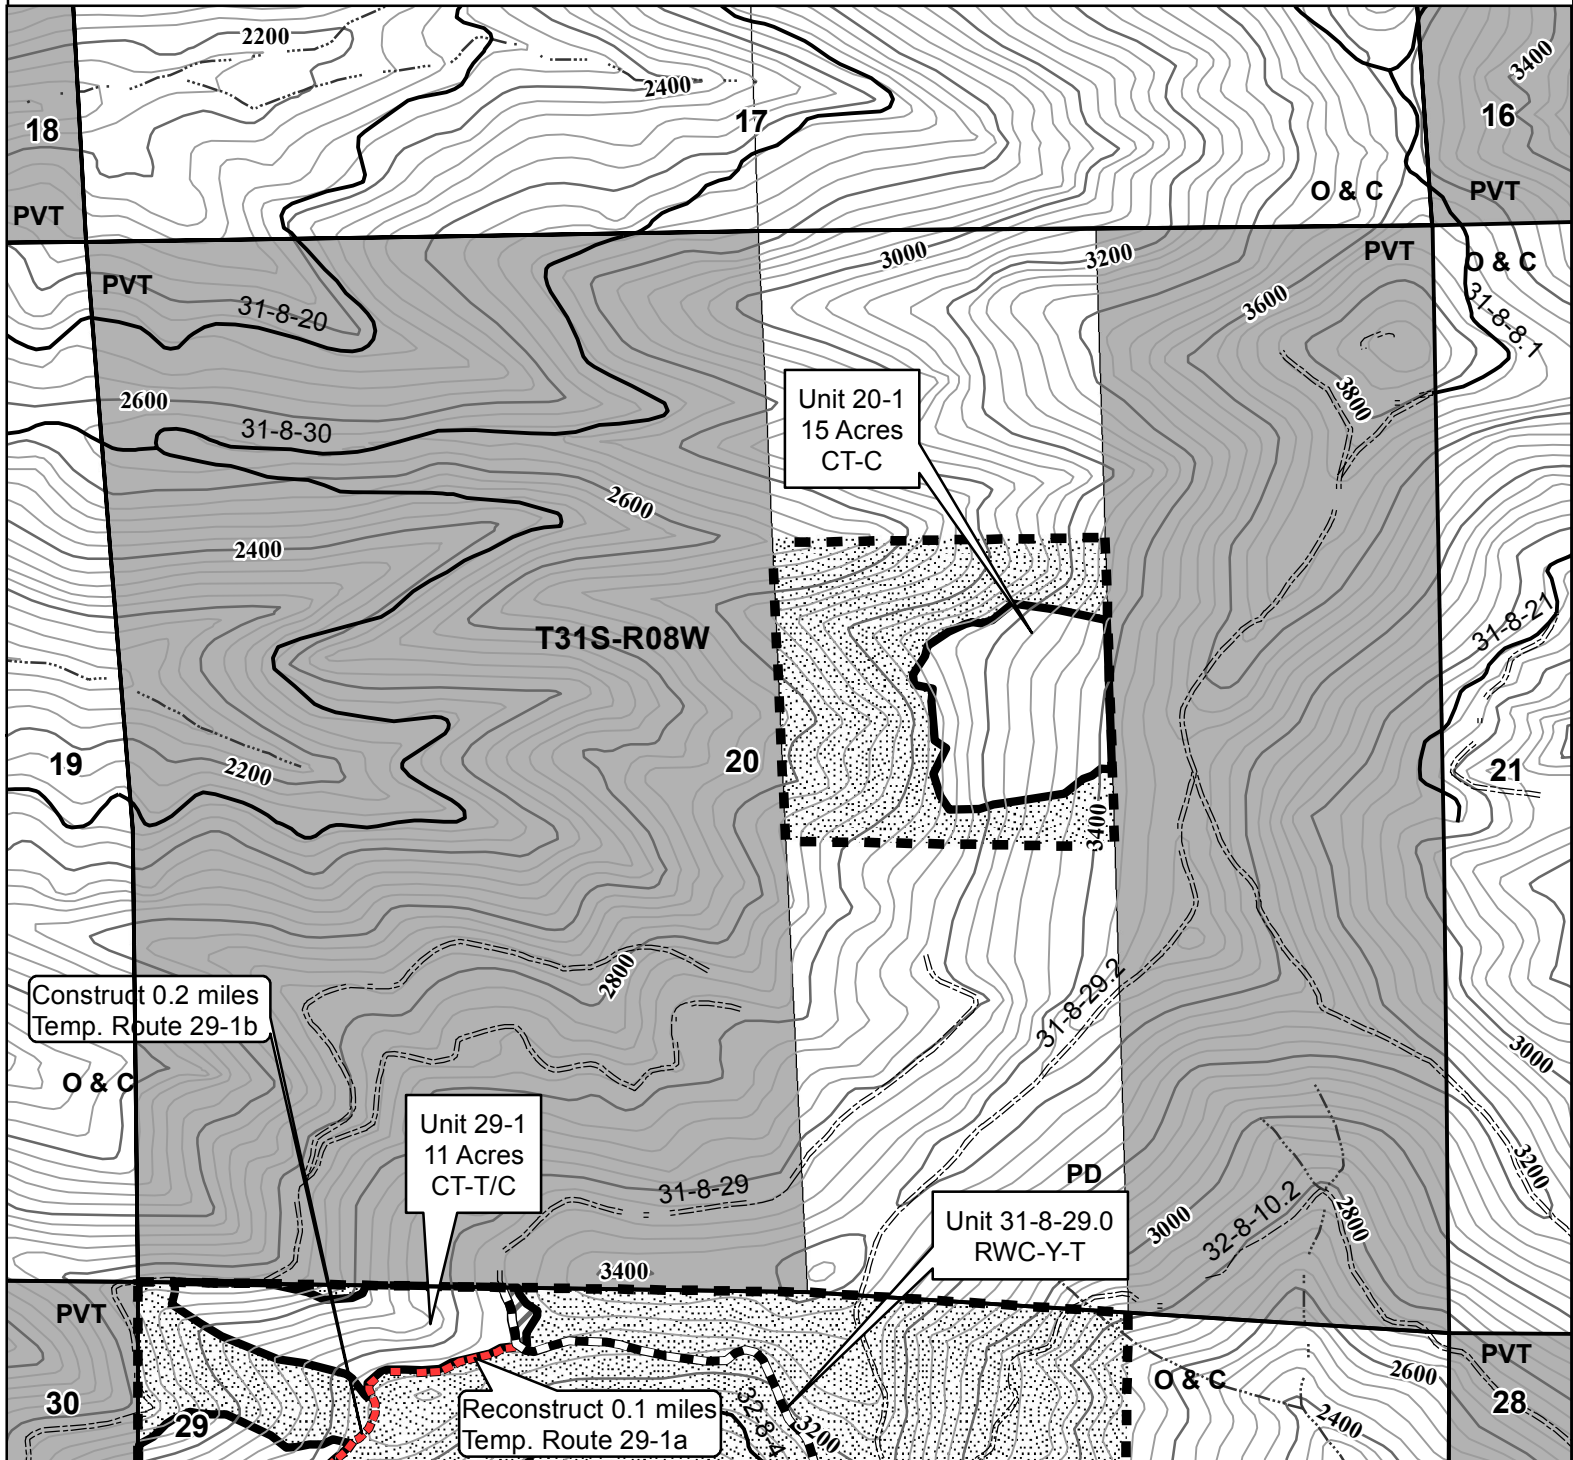 2200
2400
3400
18
17
16
O & C
PVT
PVT
PVT
3000
3200
PVT
O & C
PVT
31-8-20
3600
31-8-8.1
Unit 20-1
15 Acres
CT-C
3800
2600
31-8-30
2600
2400
T31S-R08W
31-8-21
19
2200
20
21
3400
2800
31-8-29.2
Construct 0.2 miles
Temp. Route 29-1b
O & C
3000
Unit 29-1
11 Acres
CT-T/C
31-8-29
PD
3200
Unit 31-8-29.0
RWC-Y-T
3000
32-8-10.2
2800
3400
PVT
PVT
O & C
2600
30
29
Reconstruct 0.1 miles
Temp. Route 29-1a
32-8-4
3200
2400
28